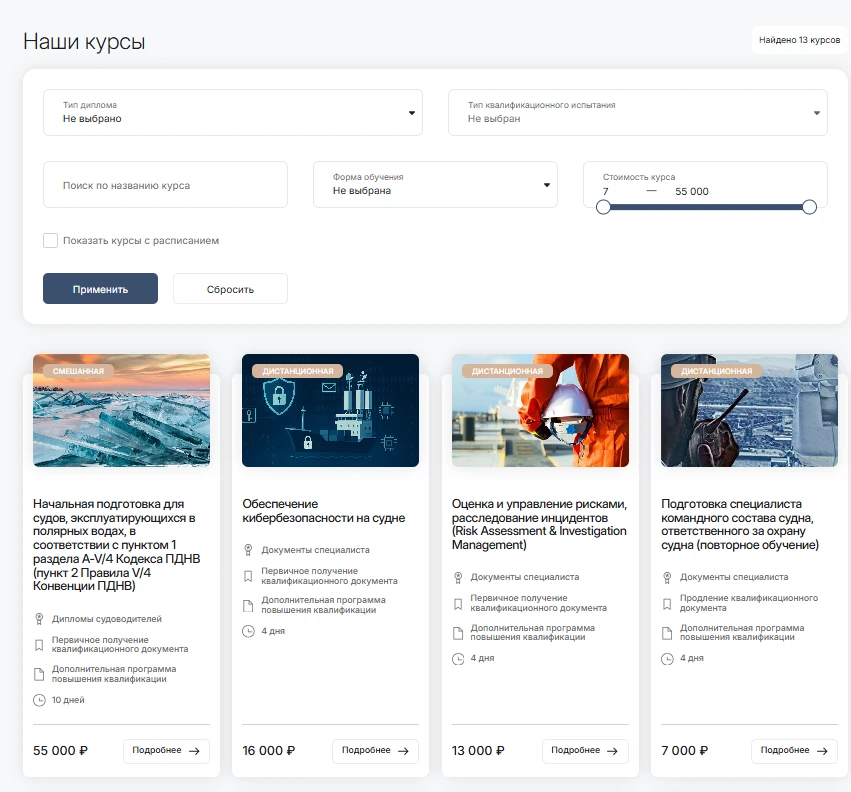 Наши курсы
Найдено 13 курсов
Тип диплома
Не выбрано
Тип квалификационного испытания
Не выбран
Поиск по названию курса
Форма обучения
Не выбрана
Стоимость курса
7 — 55 000
Показать курсы с расписанием
Применить
Сбросить
СМЕШАННАЯ
Начальная подготовка для
судов, эксплуатирующихся в
полярных водах, в
соответствии с пунктом 1
раздела A-V/4 Кодекса ПДНВ
(пункт 2 Правила V/4
Конвенции ПДНВ)
Дипломы судоводителей
Первичное получение
квалификационного документа
Дополнительная программа
повышения квалификации
10 дней
55 000 ₽
Подробнее →
ДИСТАНЦИОННАЯ
Обеспечение
кибербезопасности на судне
Документы специалиста
Первичное получение
квалификационного документа
Дополнительная программа
повышения квалификации
4 дня
16 000 ₽
Подробнее →
ДИСТАНЦИОННАЯ
Оценка и управление рисками,
расследование инцидентов
(Risk Assessment & Investigation
Management)
Документы специалиста
Первичное получение
квалификационного документа
Дополнительная программа
повышения квалификации
4 дня
13 000 ₽
Подробнее →
ДИСТАНЦИОННАЯ
Подготовка специалиста
командного состава судна,
ответственного за охрану
судна (повторное обучение)
Документы специалиста
Продление квалификационного
документа
Дополнительная программа
повышения квалификации
4 дня
7 000 ₽
Подробнее →